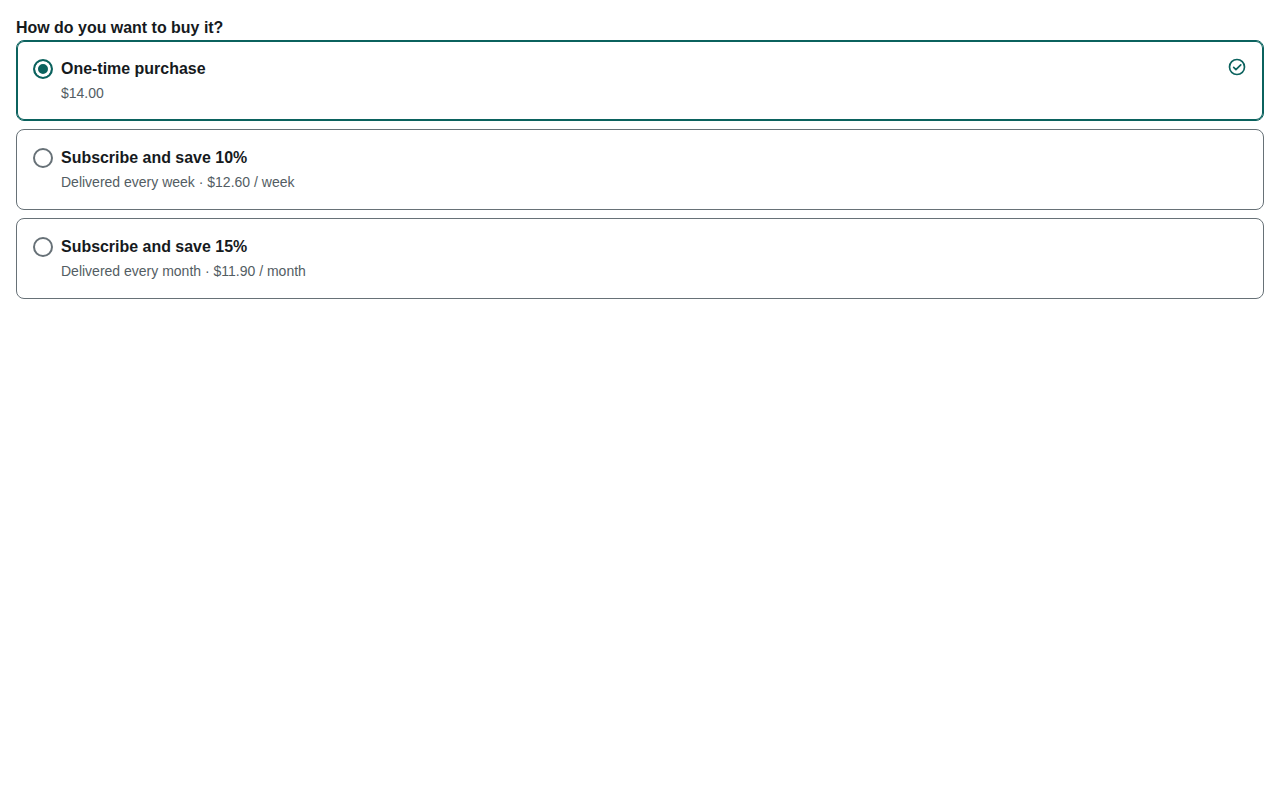 How do you want to buy it?
One-time purchase
$14.00
Subscribe and save 10%
Delivered every week · $12.60 / week
Subscribe and save 15%
Delivered every month · $11.90 / month